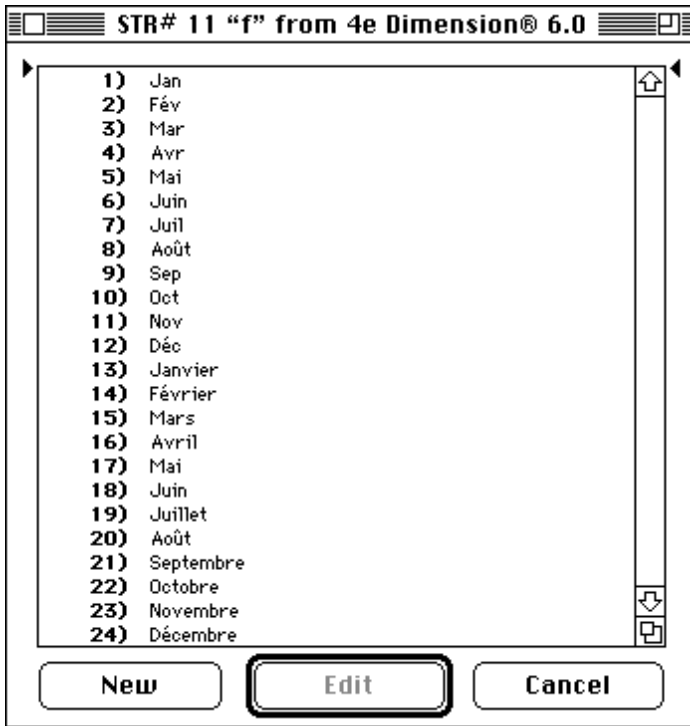 STR# 11 “f” from 4e Dimension® 6.0
1) Jan
2) Fév
3) Mar
4) Avr
5) Mai
6) Juin
7) Juil
8) Août
9) Sep
10) Oct
11) Nov
12) Déc
13) Janvier
14) Février
15) Mars
16) Avril
17) Mai
18) Juin
19) Juillet
20) Août
21) Septembre
22) Octobre
23) Novembre
24) Décembre
New Edit Cancel